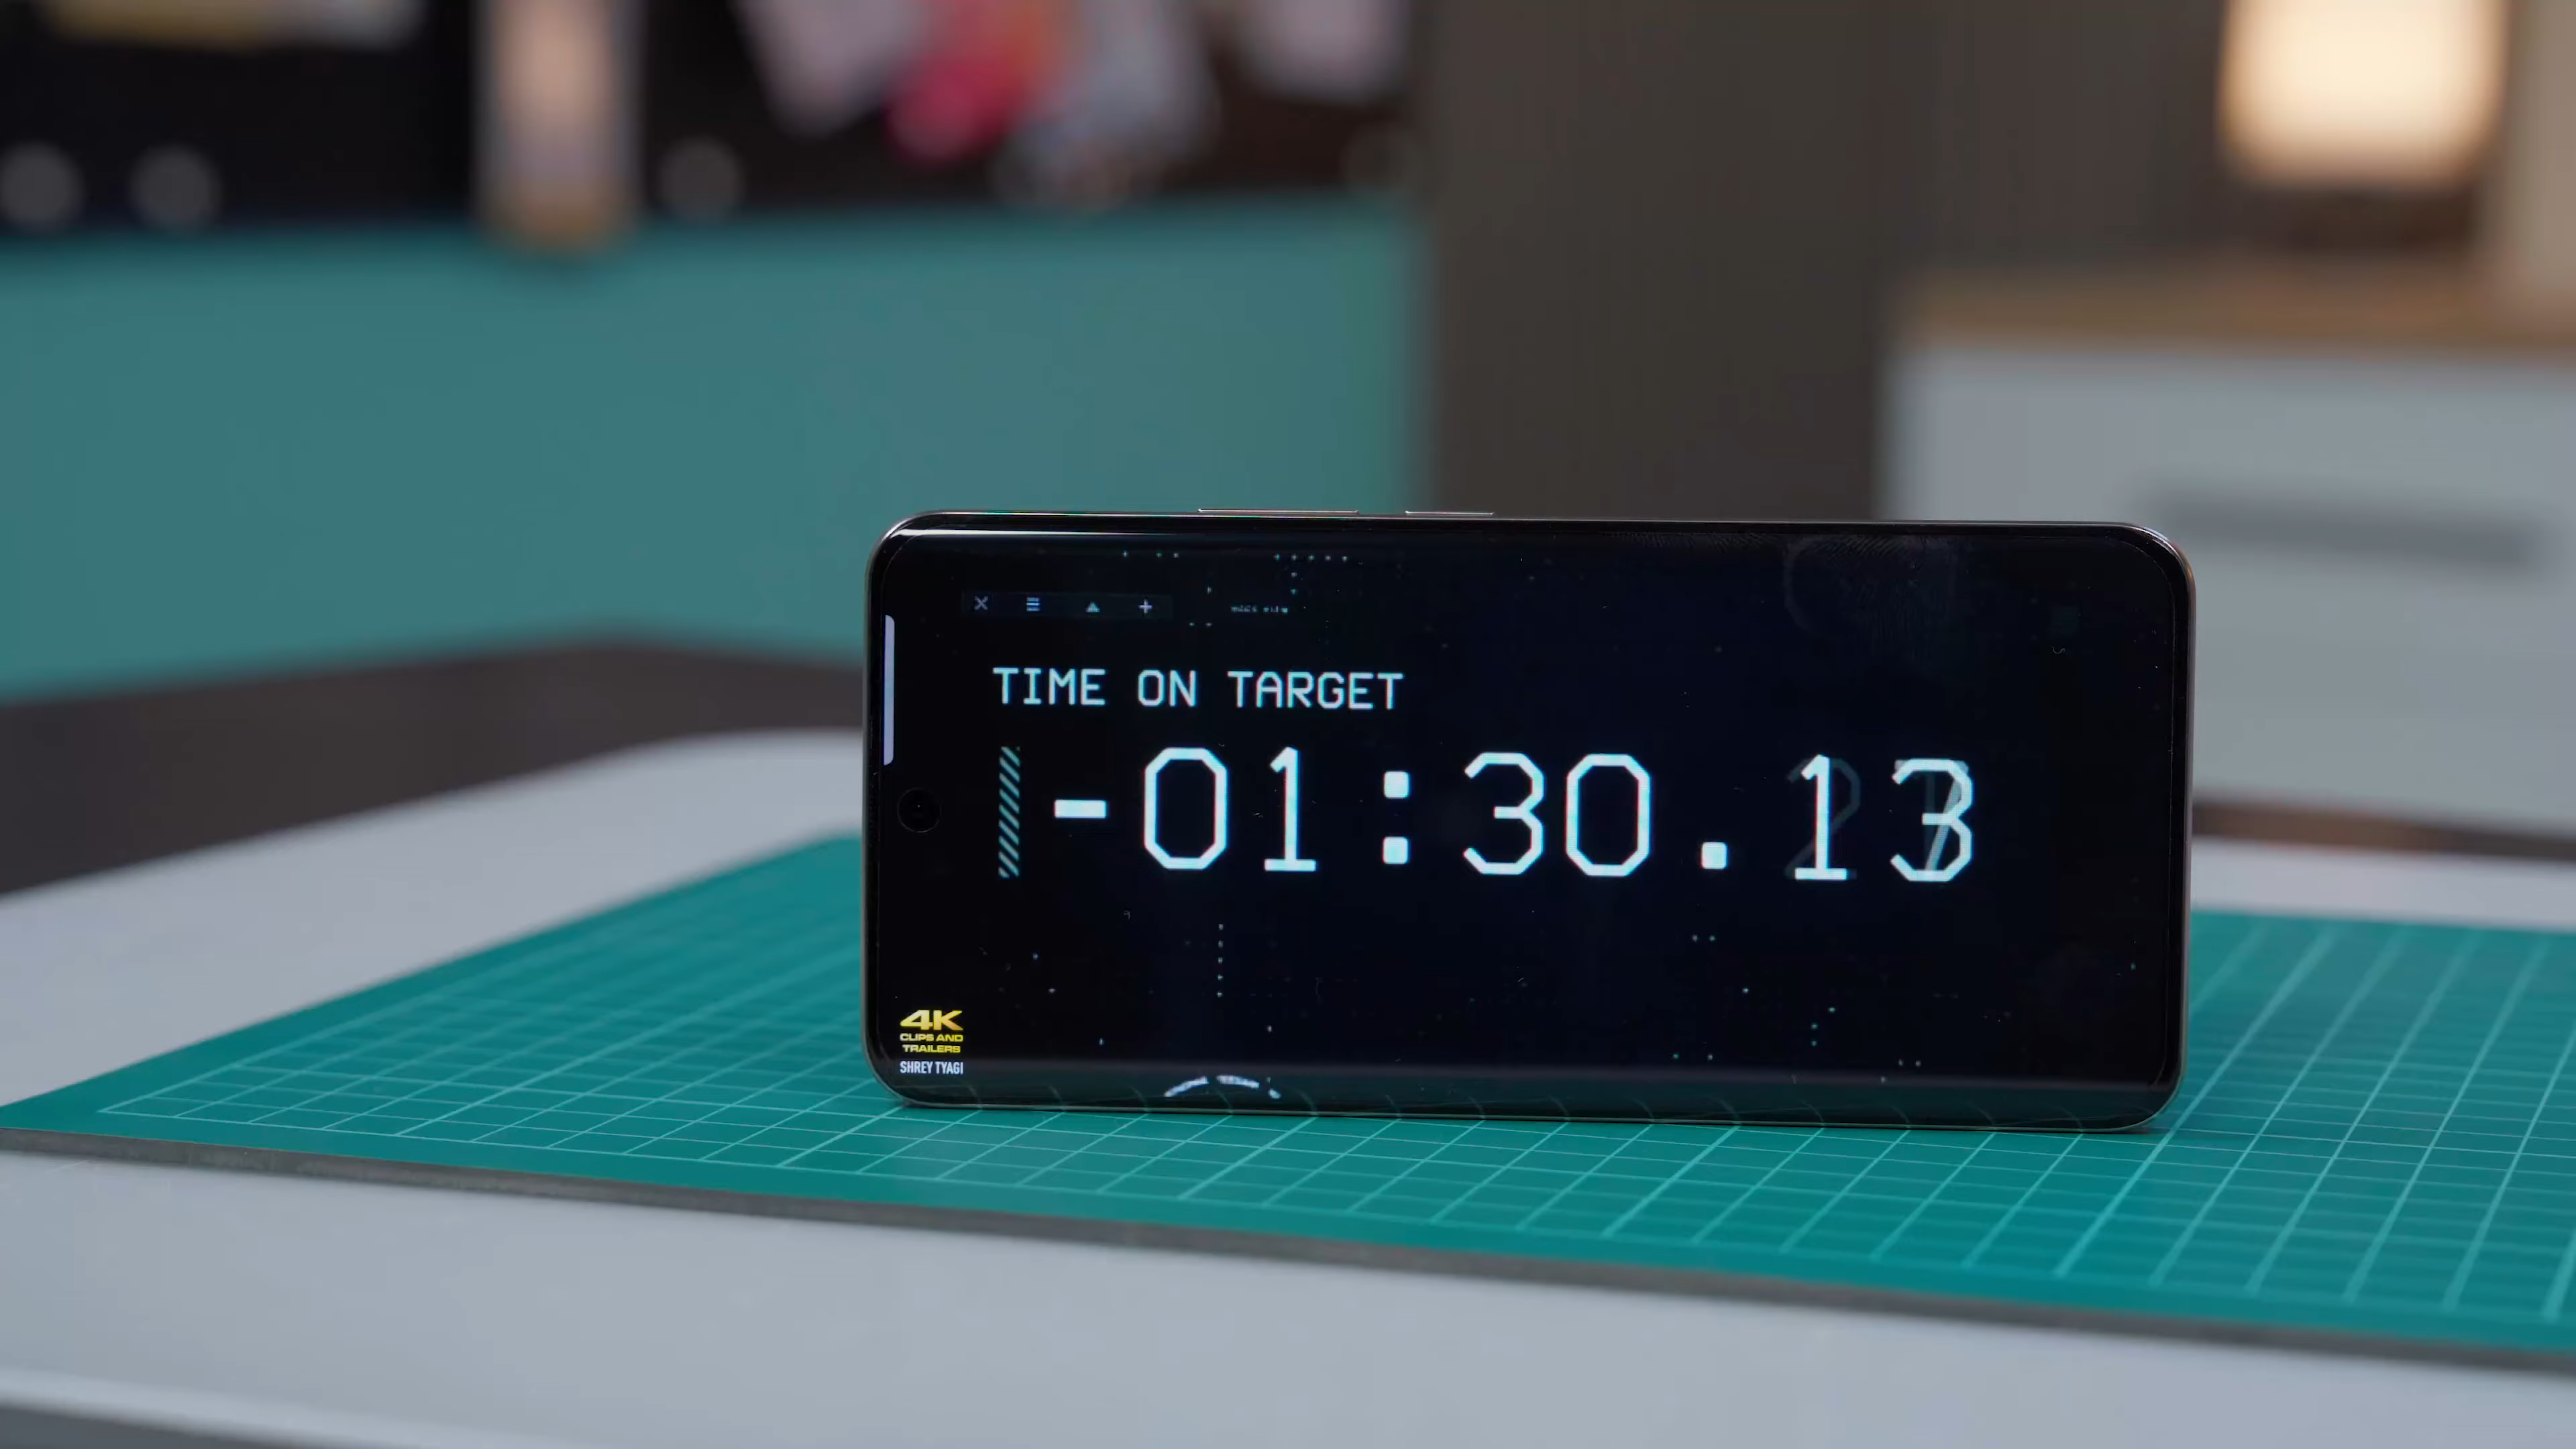 TIME ON TARGET
-01:30.13
4K
CLIPS AND
TRAILERS
SHREY TYAGI